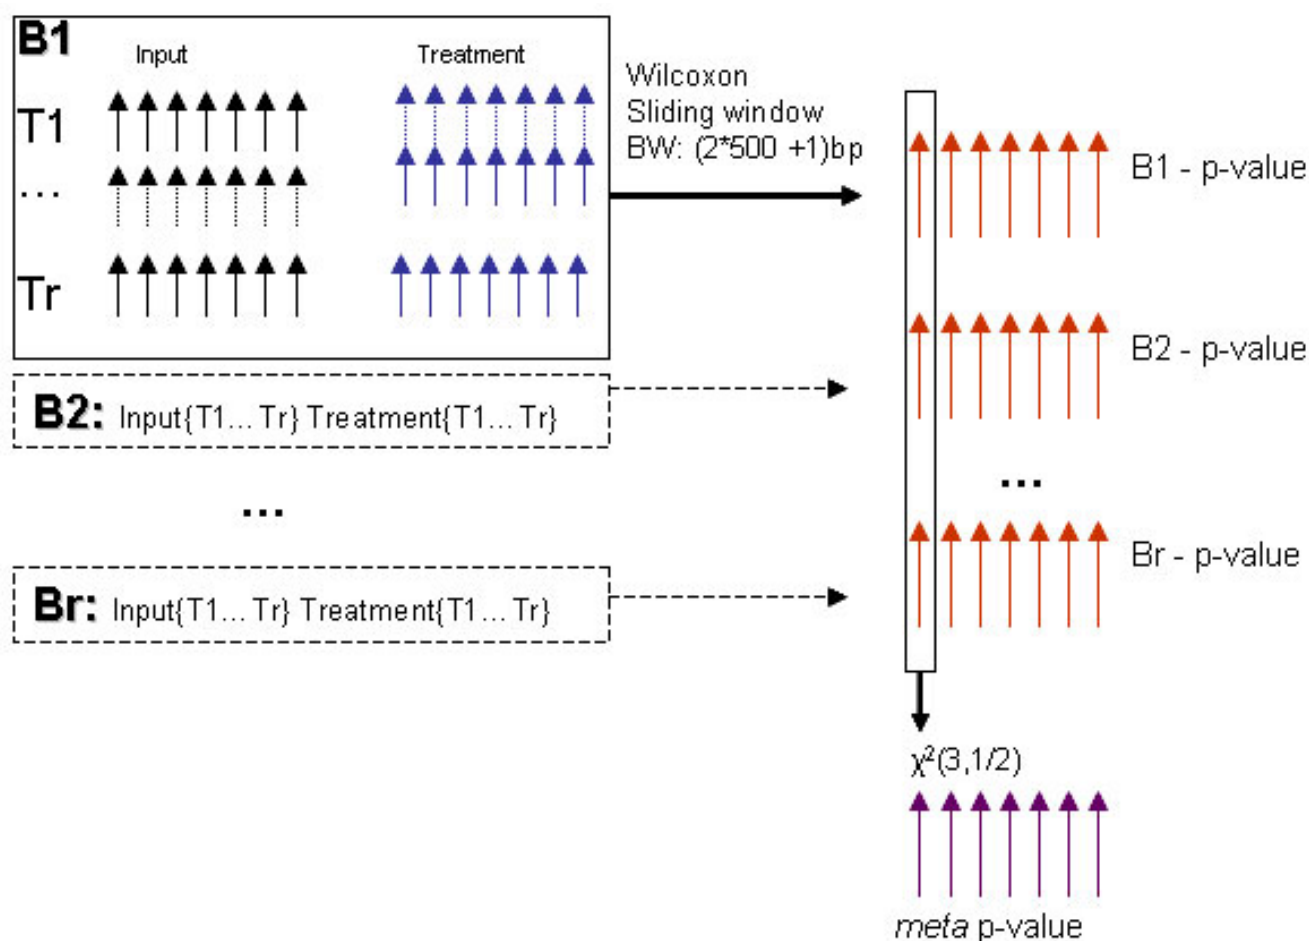 B1
Input
Treatment
T1
...
Tr
Wilcoxon
Sliding window
BW: (2*500 +1)bp
B1 - p-value
B2: Input{T1... Tr} Treatment{T1... Tr}
B2 - p-value
...
...
Br: Input{T1... Tr} Treatment{T1... Tr}
Br - p-value
χ²(3,1/2)
meta p-value